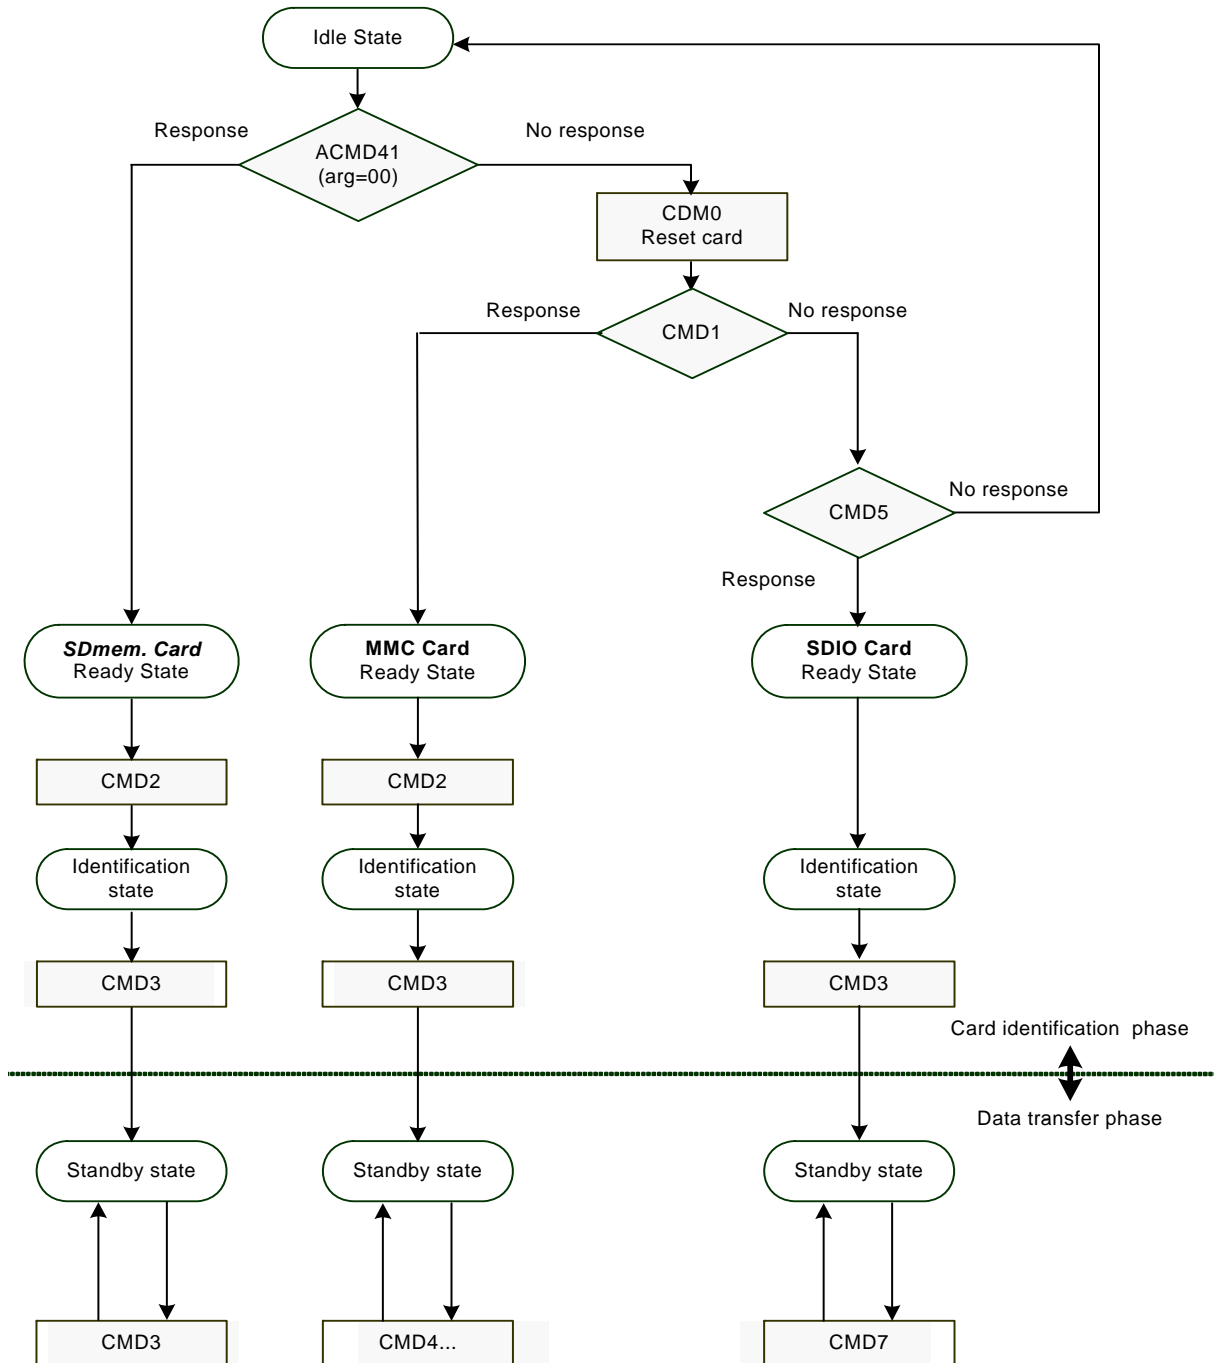 Idle State
Response
No response
ACMD41
(arg=00)
CDM0
Reset card
Response
No response
CMD1
CMD5
No response
Response
SDmem. Card
Ready State
MMC Card
Ready State
SDIO Card
Ready State
CMD2
CMD2
Identification
state
Identification
state
Identification
state
CMD3
CMD3
CMD3
Card identification phase
Data transfer phase
Standby state
Standby state
Standby state
CMD3
CMD4...
CMD7